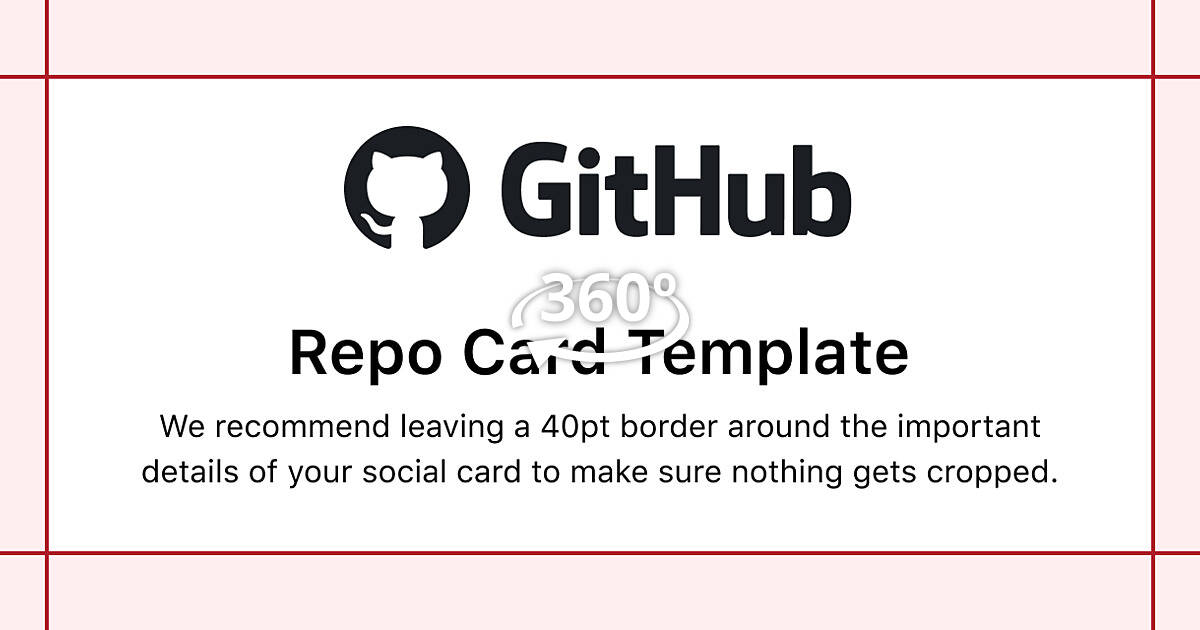 GitHub
360°
Repo Card Template
We recommend leaving a 40pt border around the important
details of your social card to make sure nothing gets cropped.